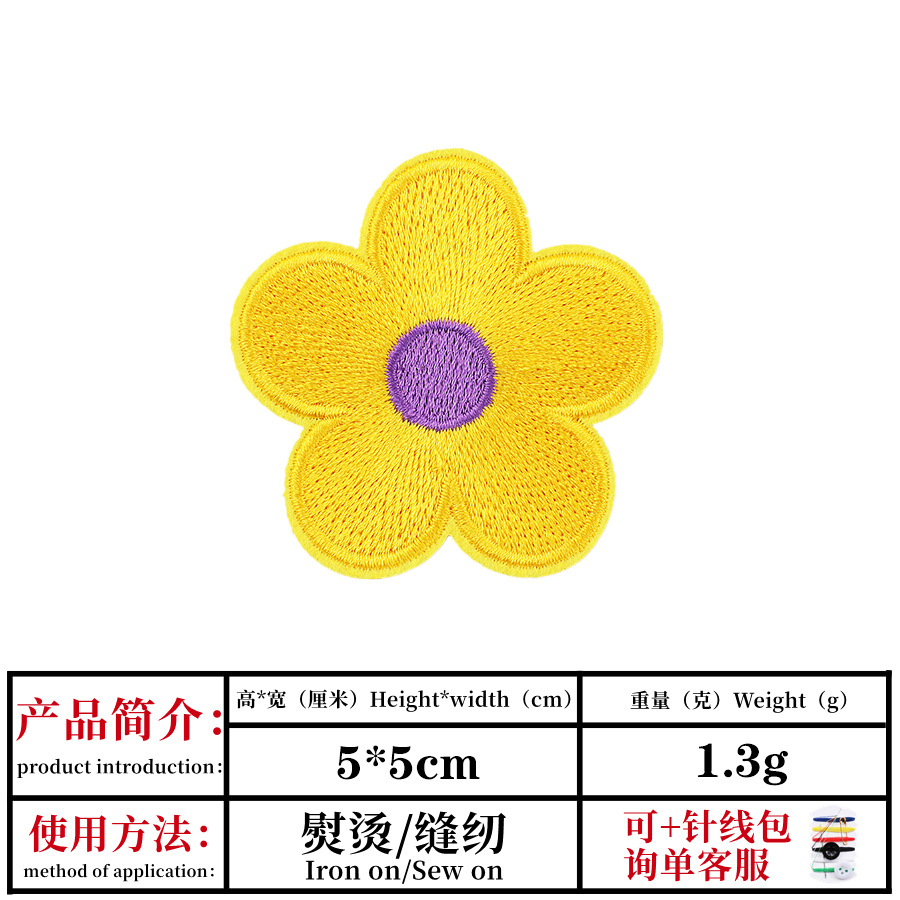 产品简介：
product introduction：
高*宽（厘米）Height*width（cm）
重量（克）Weight（g）
5*5cm
1.3g
使用方法：
method of application：
熨烫/缝纫
Iron on/Sew on
可+针线包
询单客服